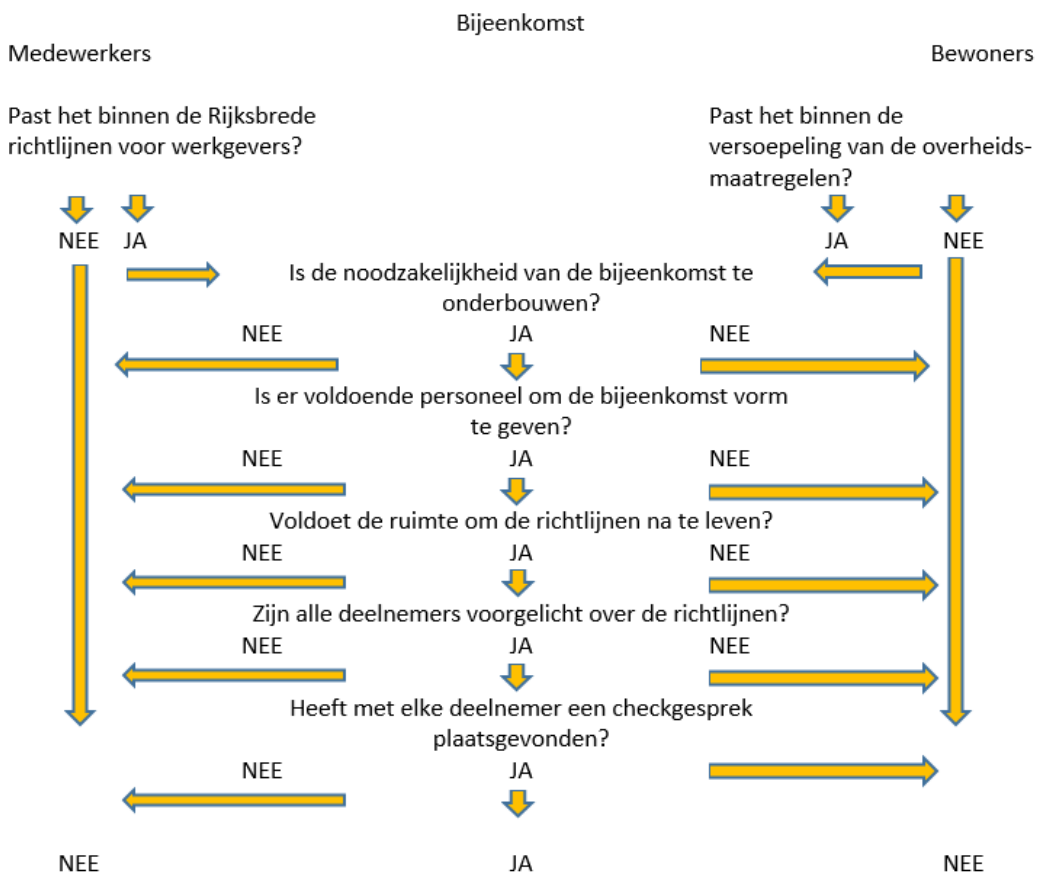 Bijeenkomst
Medewerkers Bewoners
Past het binnen de Rijksbrede
richtlijnen voor werkgevers?
Past het binnen de
versoepeling van de overheids-
maatregelen?
NEE JA JA NEE
Is de noodzakelijkheid van de bijeenkomst te
onderbouwen?
NEE JA NEE
Is er voldoende personeel om de bijeenkomst vorm
te geven?
NEE JA NEE
Voldoet de ruimte om de richtlijnen na te leven?
NEE JA NEE
Zijn alle deelnemers voorgelicht over de richtlijnen?
NEE JA NEE
Heeft met elke deelnemer een checkgesprek
plaatsgevonden?
NEE JA
NEE JA NEE